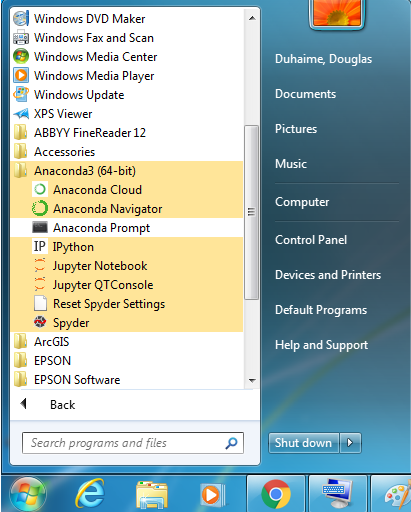 Windows DVD Maker
Windows Fax and Scan
Windows Media Center
Windows Media Player
Windows Update
XPS Viewer
ABBYY FineReader 12
Accessories
Anaconda3 (64-bit)
Anaconda Cloud
Anaconda Navigator
Anaconda Prompt
IP IPython
Jupyter Notebook
Jupyter QTConsole
Reset Spyder Settings
Spyder
ArcGIS
EPSON
EPSON Software
Back
Search programs and files
Duhaime, Douglas
Documents
Pictures
Music
Computer
Control Panel
Devices and Printers
Default Programs
Help and Support
Shut down